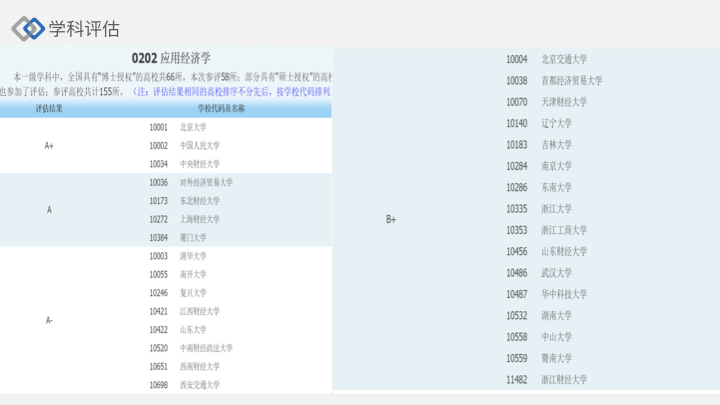 学科评估
0202 应用经济学
本一级学科中，全国具有“博士授权”的高校共66所，本次参评58所；部分具有“硕士授权”的高校
也参加了评估；参评高校共计155所。（注：评估结果相同的高校排序不分先后，按学校代码排列）
评估结果 学校代码及名称
A+
10001 北京大学
10002 中国人民大学
10034 中央财经大学
A
10036 对外经济贸易大学
10173 东北财经大学
10272 上海财经大学
10384 厦门大学
A-
10003 清华大学
10055 南开大学
10246 复旦大学
10421 江西财经大学
10422 山东大学
10520 中南财经政法大学
10651 西南财经大学
10698 西安交通大学
B+
10004 北京交通大学
10038 首都经济贸易大学
10070 天津财经大学
10140 辽宁大学
10183 吉林大学
10284 南京大学
10286 东南大学
10335 浙江大学
10353 浙江工商大学
10456 山东财经大学
10486 武汉大学
10487 华中科技大学
10532 湖南大学
10558 中山大学
10559 暨南大学
11482 浙江财经大学